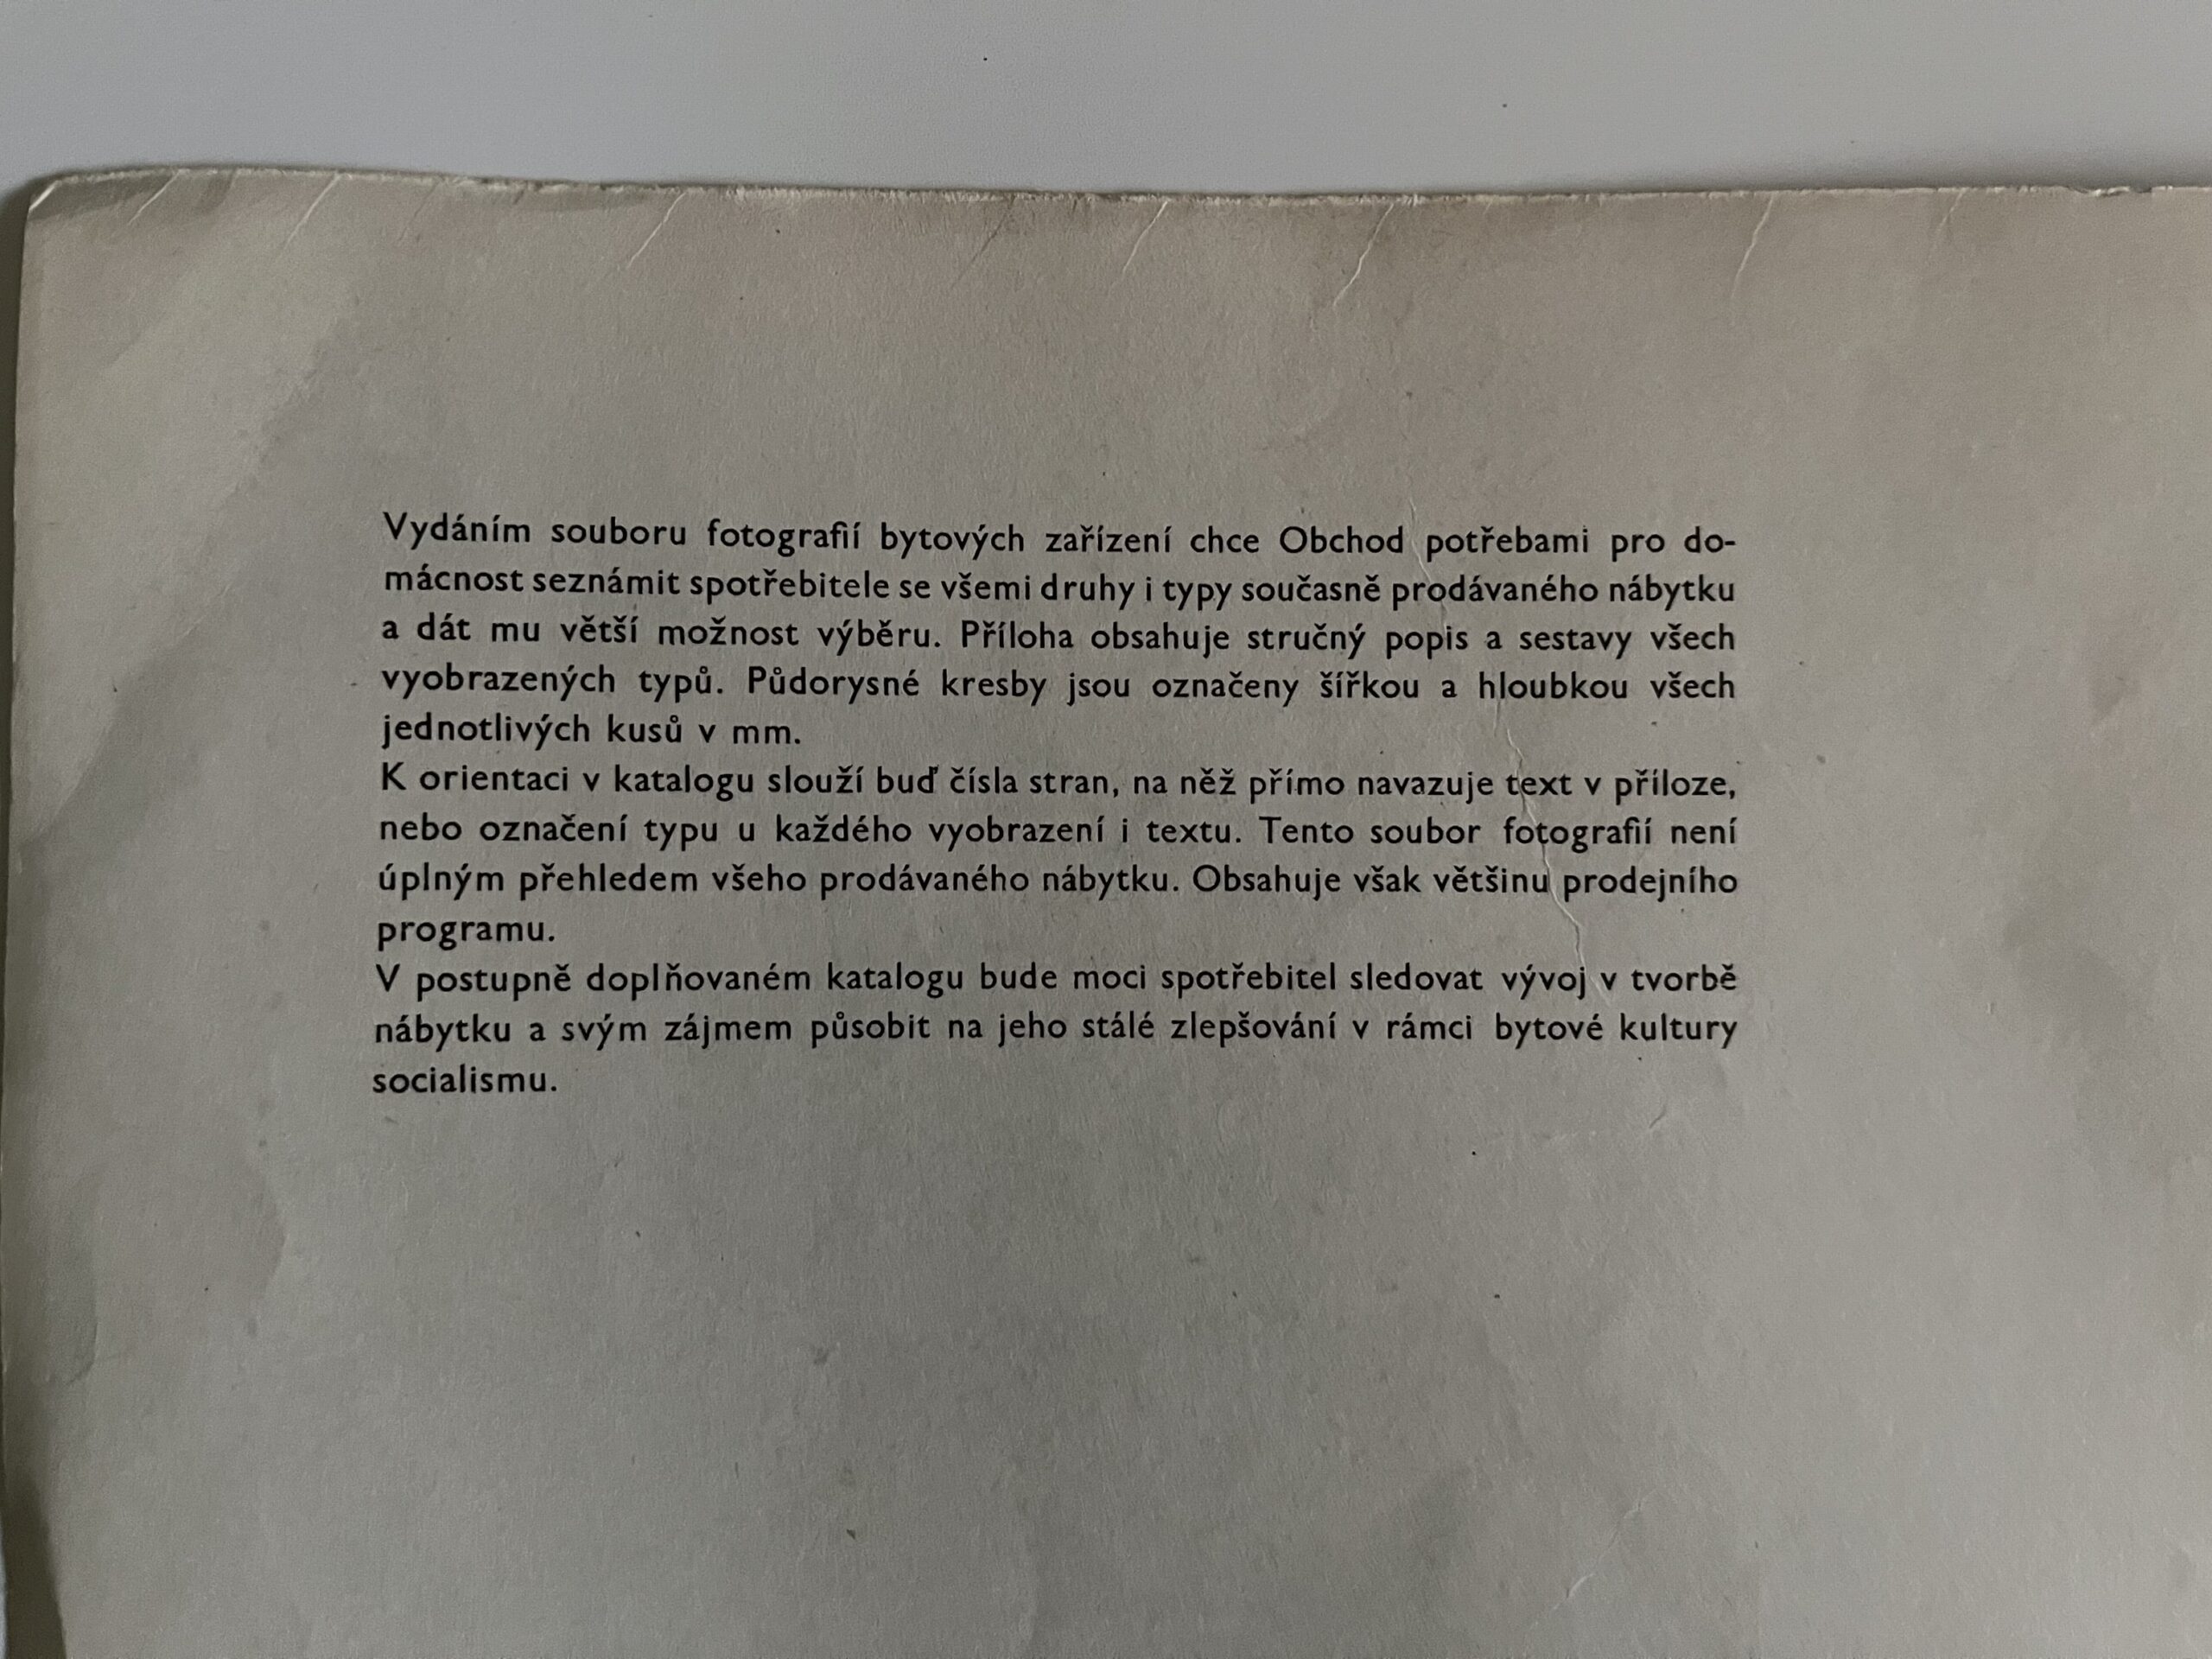 Vydáním souboru fotografií bytových zařízení chce Obchod potřebami pro do-
mácnost seznámit spotřebitele se všemi druhy i typy současně prodávaného nábytku
a dát mu větší možnost výběru. Příloha obsahuje stručný popis a sestavy všech
vyobrazených typů. Půdorysné kresby jsou označeny šířkou a hloubkou všech
jednotlivých kusů v mm.
K orientaci v katalogu slouží buď čísla stran, na něž přímo navazuje text v příloze,
nebo označení typu u každého vyobrazení i textu. Tento soubor fotografií není
úplným přehledem všeho prodávaného nábytku. Obsahuje však většinu prodejního
programu.
V postupně doplňovaném katalogu bude moci spotřebitel sledovat vývoj v tvorbě
nábytku a svým zájmem působit na jeho stálé zlepšování v rámci bytové kultury
socialismu.